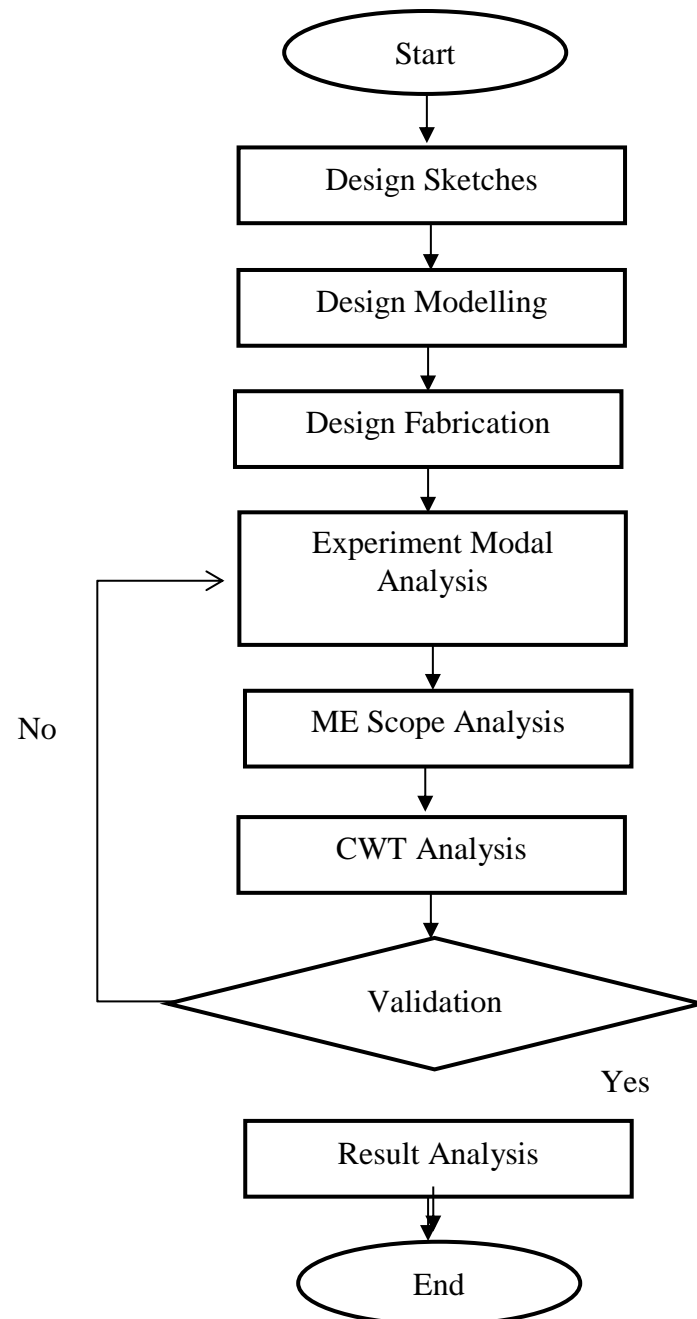 Start
Design Sketches
Design Modelling
Design Fabrication
Experiment Modal
Analysis
ME Scope Analysis
No
CWT Analysis
Validation
Yes
Result Analysis
End